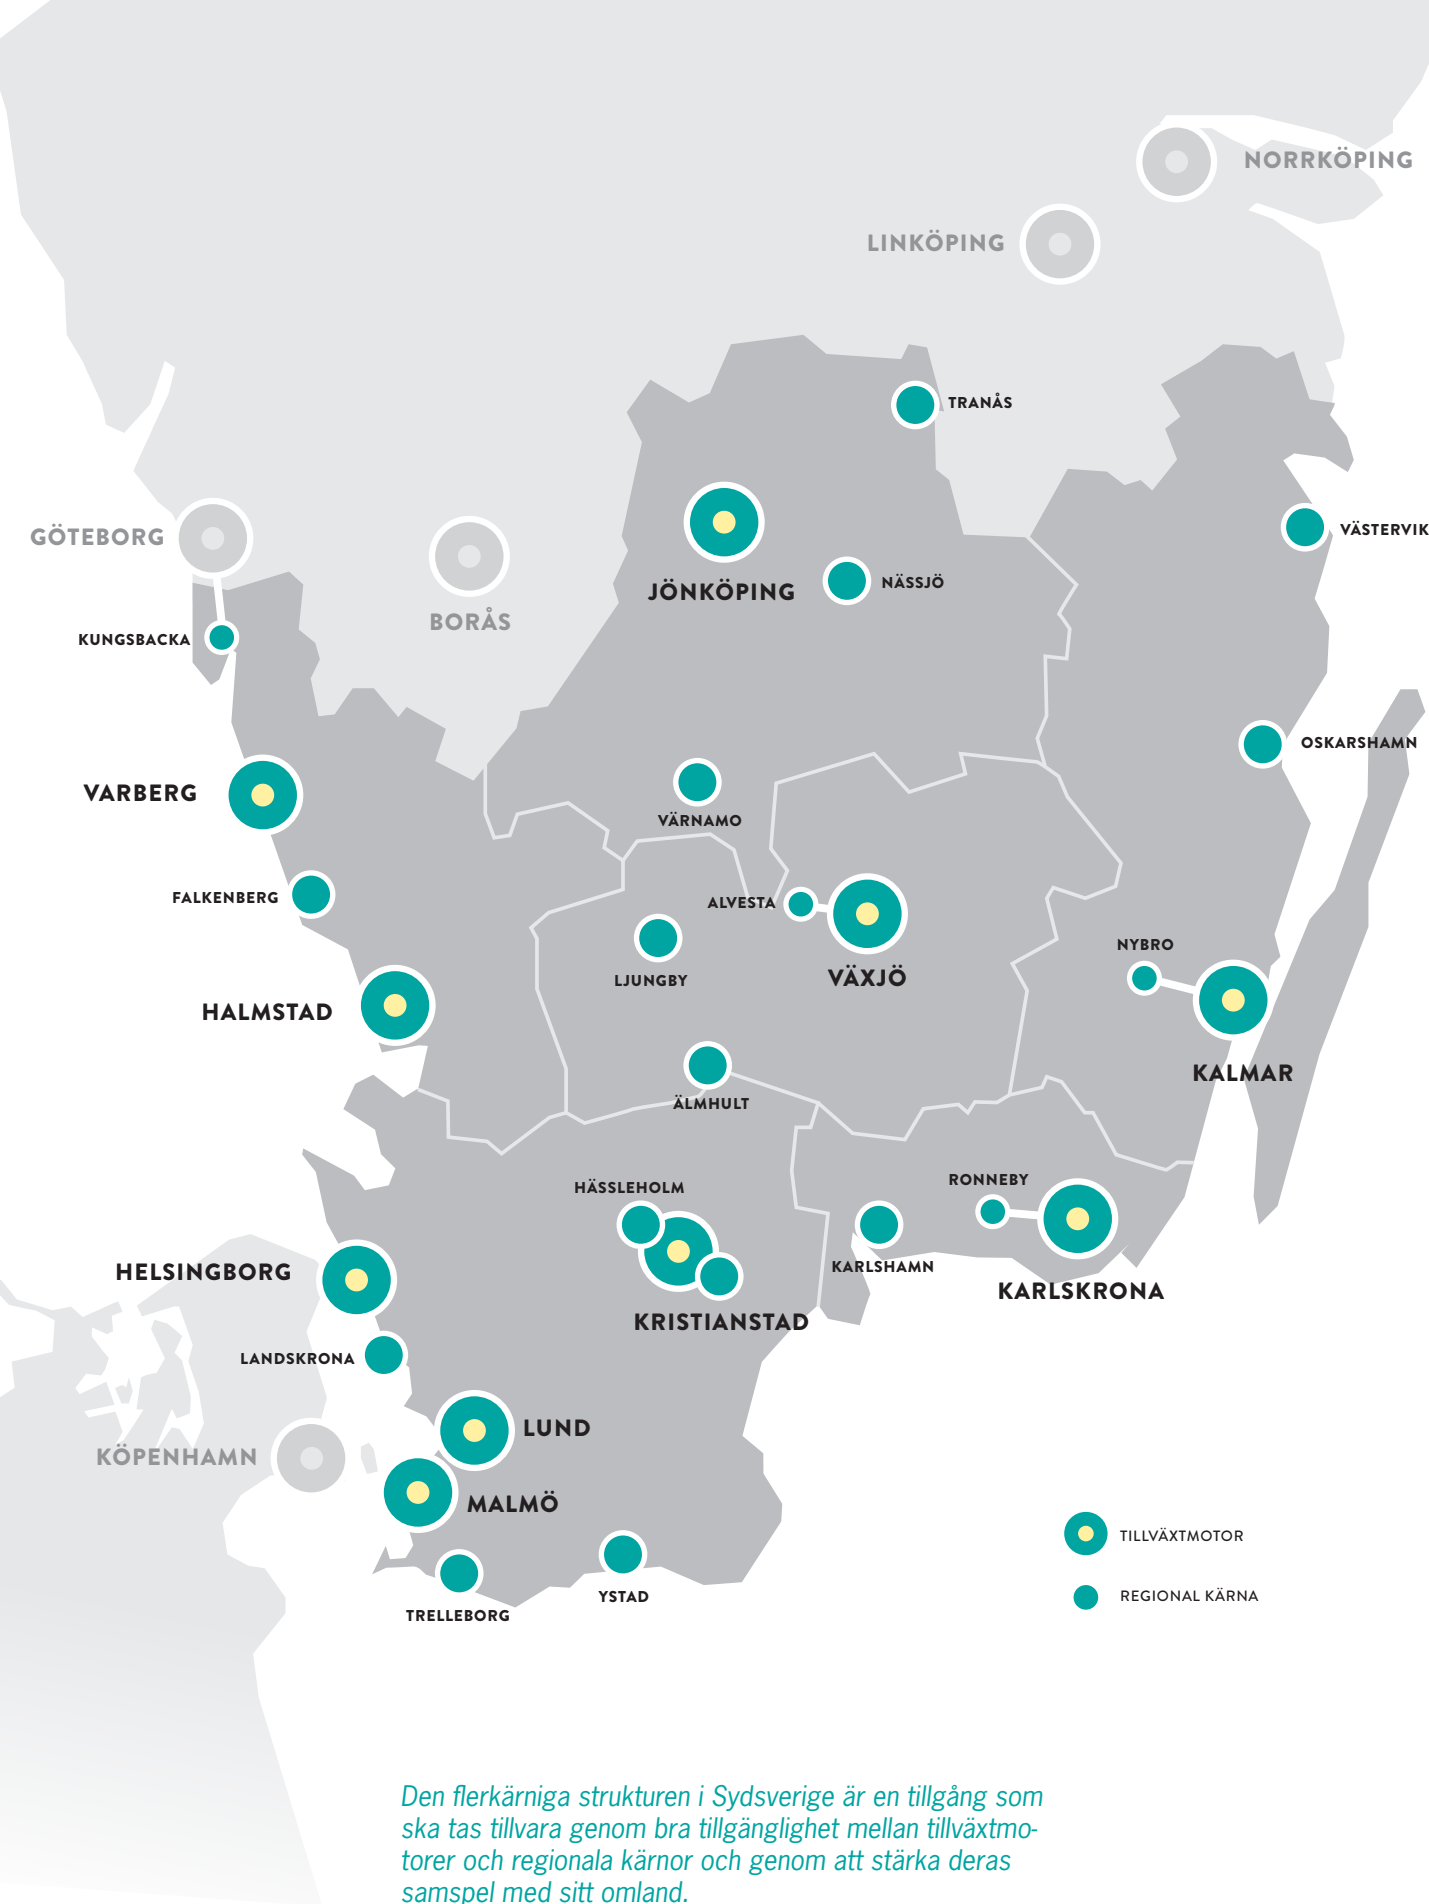 NORRKÖPING
LINKÖPING
TRANÅS
VÄSTERVIK
GÖTEBORG
JÖNKÖPING
NÄSSJÖ
BORÅS
KUNGSBACKA
OSKARSHAMN
VARBERG
VÄRNAMO
FALKENBERG
ALVESTA
NYBRO
LJUNGBY
VÄXJÖ
HALMSTAD
KALMAR
ÄLMHULT
HÄSSLEHOLM
RONNEBY
KARLSHAMN
HELSINGBORG
KARLSKRONA
KRISTIANSTAD
LANDSKRONA
LUND
KÖPENHAMN
MALMÖ
TILLVÄXTMOTOR
REGIONAL KÄRNA
YSTAD
TRELLEBORG
Den flerkärniga strukturen i Sydsverige är en tillgång som
ska tas tillvara genom bra tillgänglighet mellan tillväxtmo-
torer och regionala kärnor och genom att stärka deras
samspel med sitt omland.